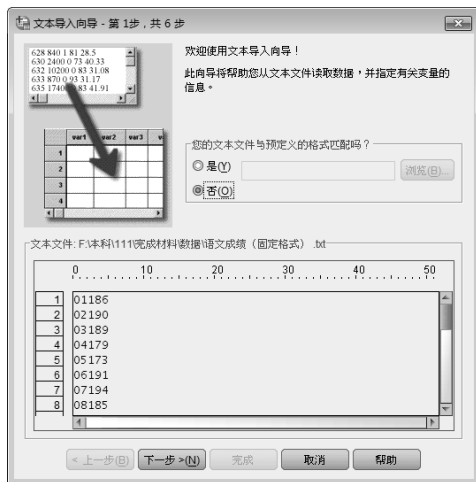 文本导入向导 - 第 1步，共 6 步
628 840 1 81 28.5
630 2400 0 73 40.33
632 10200 0 83 31.08
633 870 0 93 31.17
635 1740 0 83 41.91
var1 var2 var3 v
1
2
3
4
欢迎使用文本导入向导！
此向导将帮助您从文本文件读取数据，并指定有关变量的
信息。
您的文本文件与预定义的格式匹配吗？
是(Y)
浏览(B)...
否(O)
文本文件: F:\本科\111\完成材料\数据\语文成绩（固定格式）.txt
0 10 20 30 40 50
1 01186
2 02190
3 03189
4 04179
5 05173
6 06191
7 07194
8 08185
< 上一步(B) 下一步 >(N) 完成 取消 帮助